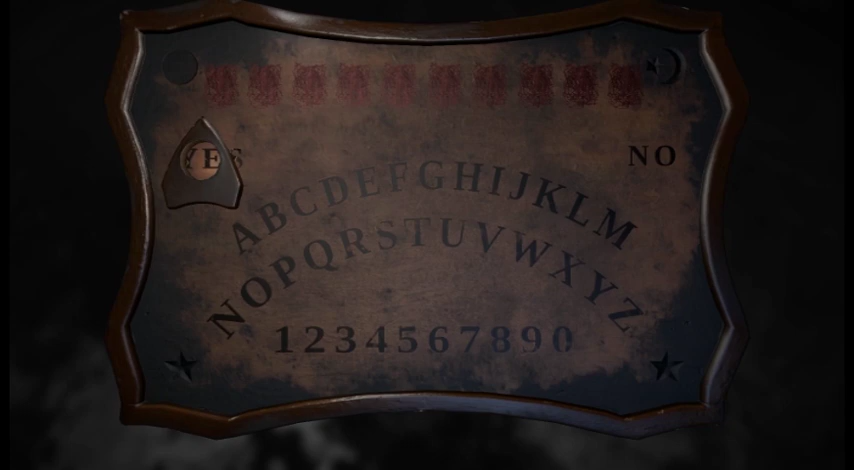 YES NO
ABCDEFGHIJKLM
NOPQRSTUVWXYZ
1234567890